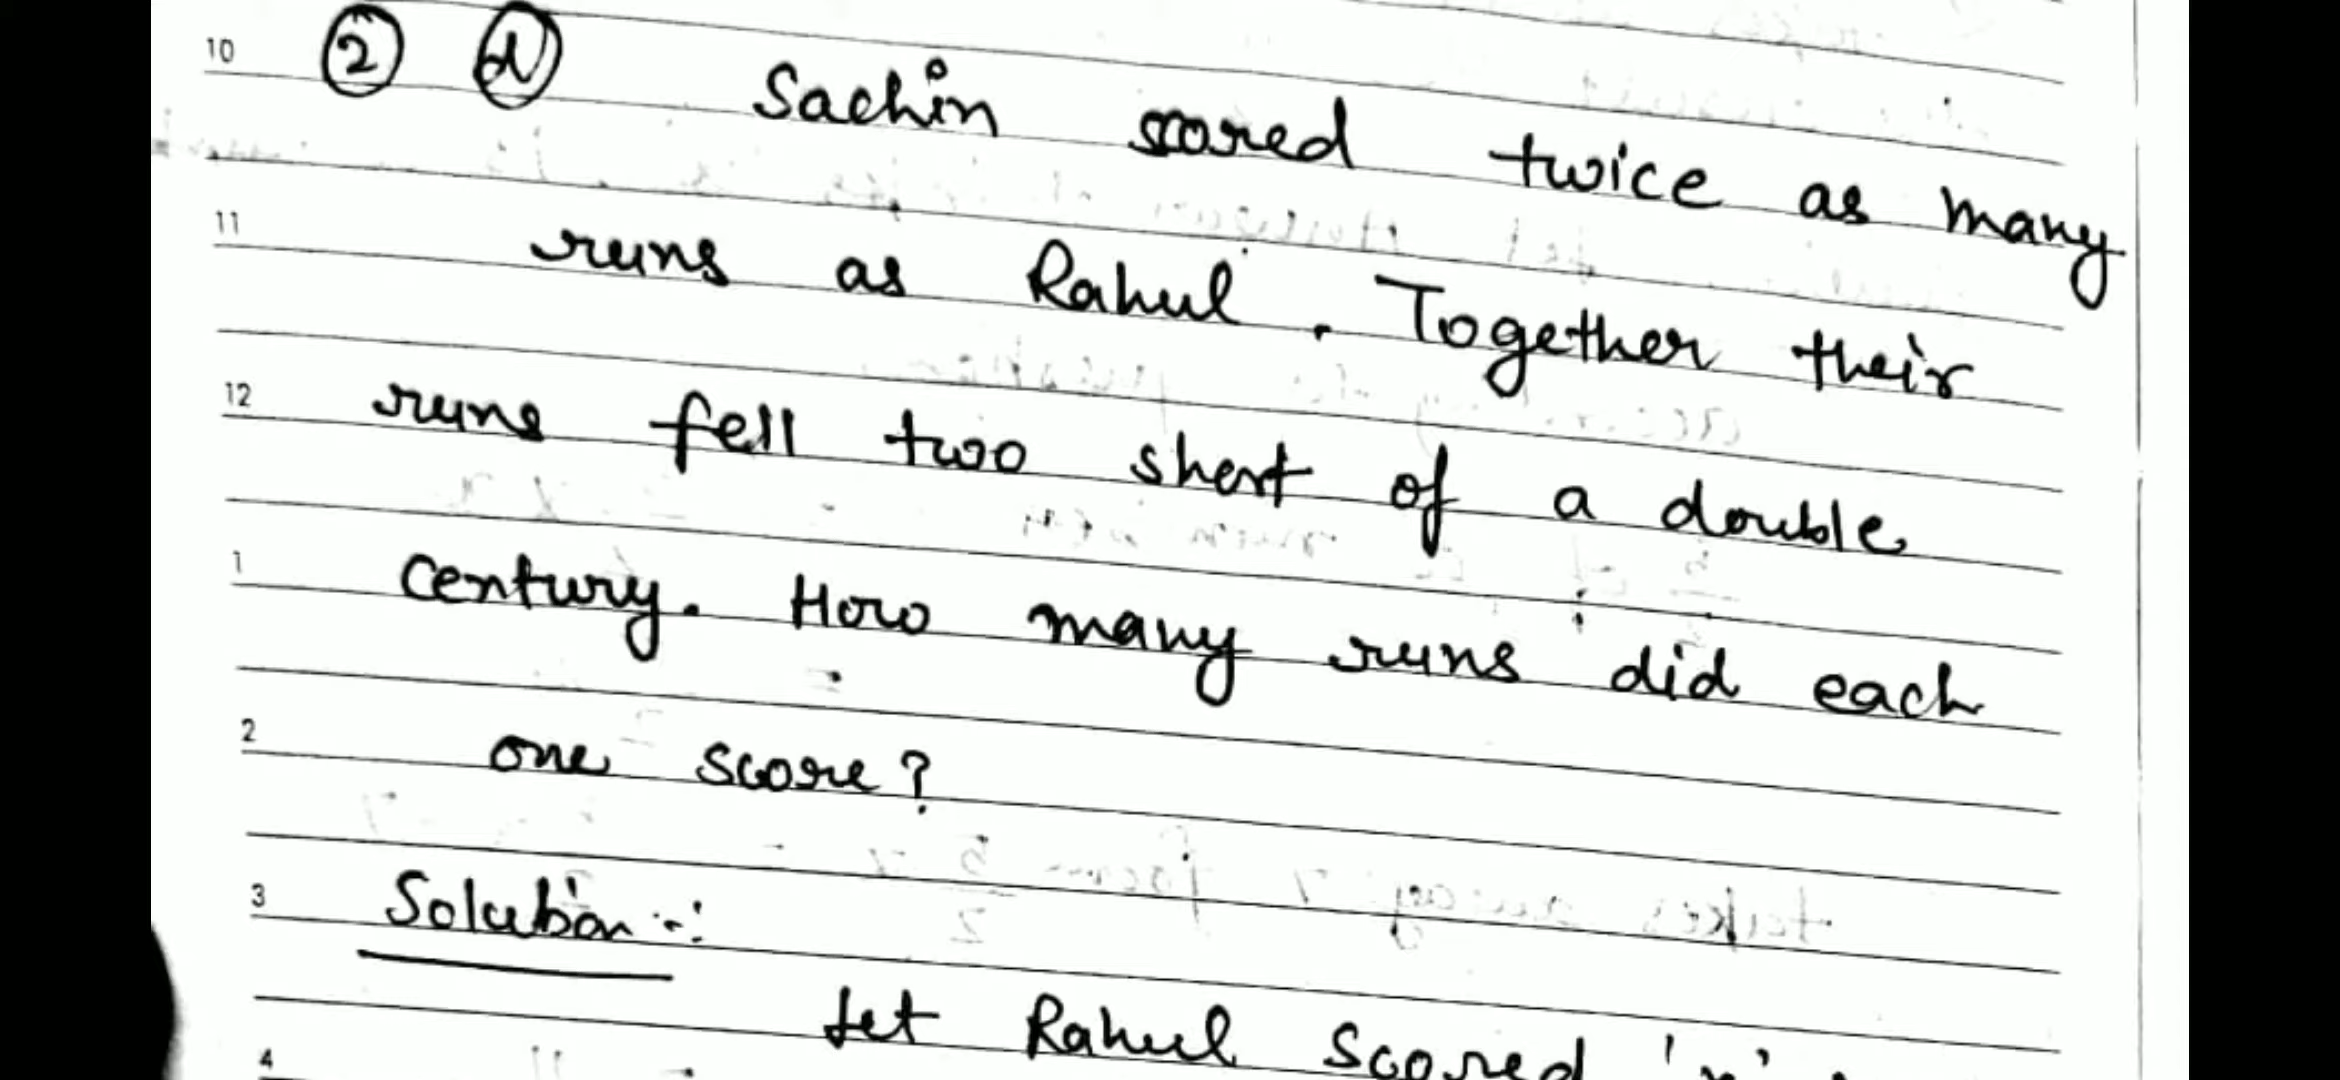 10 2 d Sachin scored twice as many
11 runs as Rahul. Together their
12 runs fell two short of a double
1 century. How many runs did each
2 one score?
3 Solution :-
Let Rahul scored 'x'
4